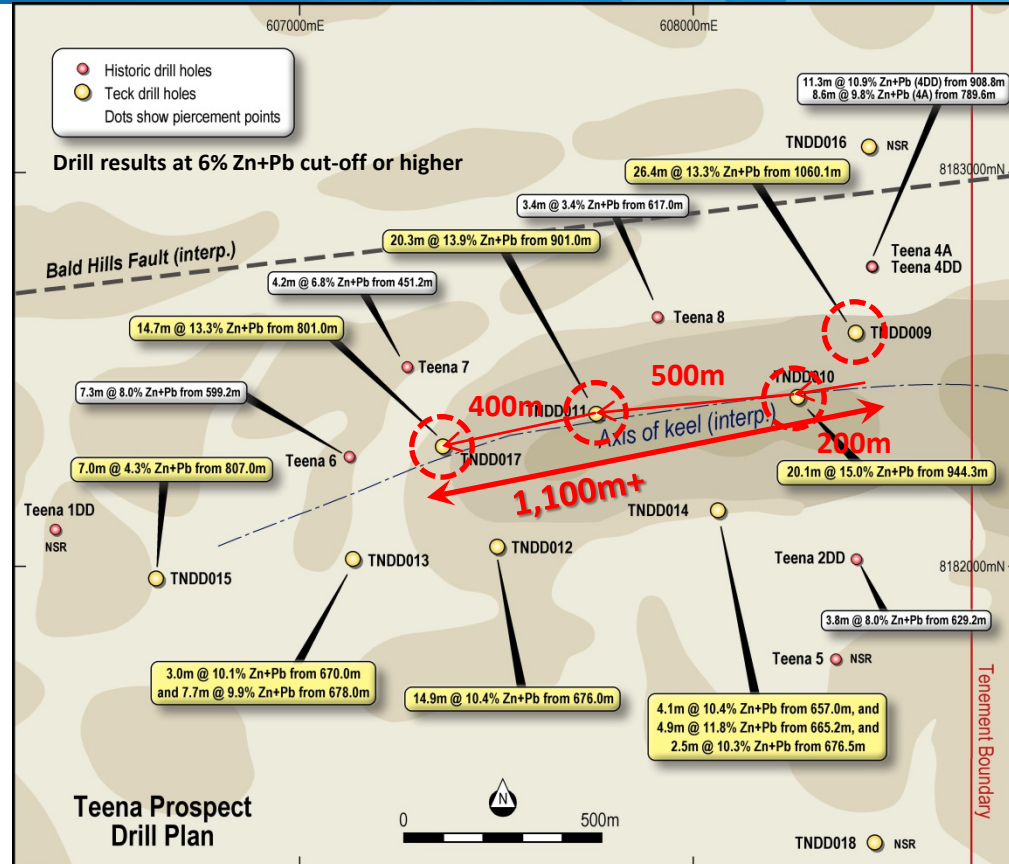 607000mE
608000mE
Historic drill holes
Teck drill holes
Dots show piercement points
Drill results at 6% Zn+Pb cut-off or higher
11.3m @ 10.9% Zn+Pb (4DD) from 908.8m
8.6m @ 9.8% Zn+Pb (4A) from 789.6m
TNDD016
NSR
8183000mN
26.4m @ 13.3% Zn+Pb from 1060.1m
3.4m @ 3.4% Zn+Pb from 617.0m
20.3m @ 13.9% Zn+Pb from 901.0m
Bald Hills Fault (interp.)
Teena 4A
Teena 4DD
4.2m @ 6.8% Zn+Pb from 451.2m
Teena 8
14.7m @ 13.3% Zn+Pb from 801.0m
TNDD009
Teena 7
500m
TNDD010
7.3m @ 8.0% Zn+Pb from 599.2m
400m
TNDD011
Axis of keel (interp.)
200m
TNDD017
Teena 6
7.0m @ 4.3% Zn+Pb from 807.0m
20.1m @ 15.0% Zn+Pb from 944.3m
1,100m+
Teena 1DD
NSR
TNDD014
TNDD012
TNDD013
TNDD015
Teena 2DD
8182000mN
3.8m @ 8.0% Zn+Pb from 629.2m
Teena 5
NSR
3.0m @ 10.1% Zn+Pb from 670.0m
and 7.7m @ 9.9% Zn+Pb from 678.0m
14.9m @ 10.4% Zn+Pb from 676.0m
4.1m @ 10.4% Zn+Pb from 657.0m, and
4.9m @ 11.8% Zn+Pb from 665.2m, and
2.5m @ 10.3% Zn+Pb from 676.5m
Tenement Boundary
Teena Prospect
Drill Plan
N
0
500m
TNDD018
NSR